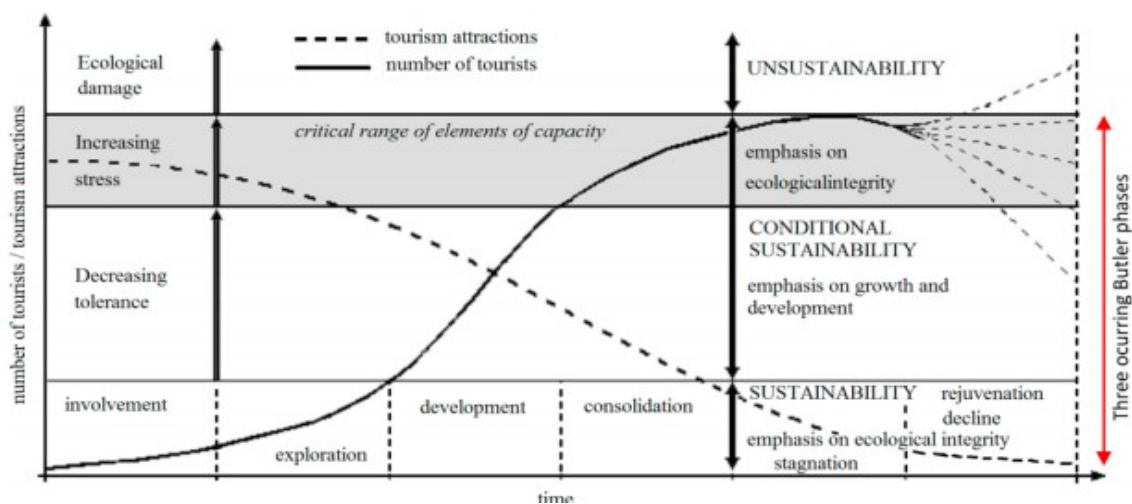 tourism attractions
number of tourists
Ecological
damage
UNSUSTAINABILITY
critical range of elements of capacity
Increasing
stress
emphasis on
ecologicalintegrity
CONDITIONAL
SUSTAINABILITY
Decreasing
tolerance
emphasis on growth and
development
involvement
exploration
development
consolidation
SUSTAINABILITY
emphasis on ecological integrity
stagnation
rejuvenation
decline
time
number of tourists / tourism attractions
Three ocurring Butler phases